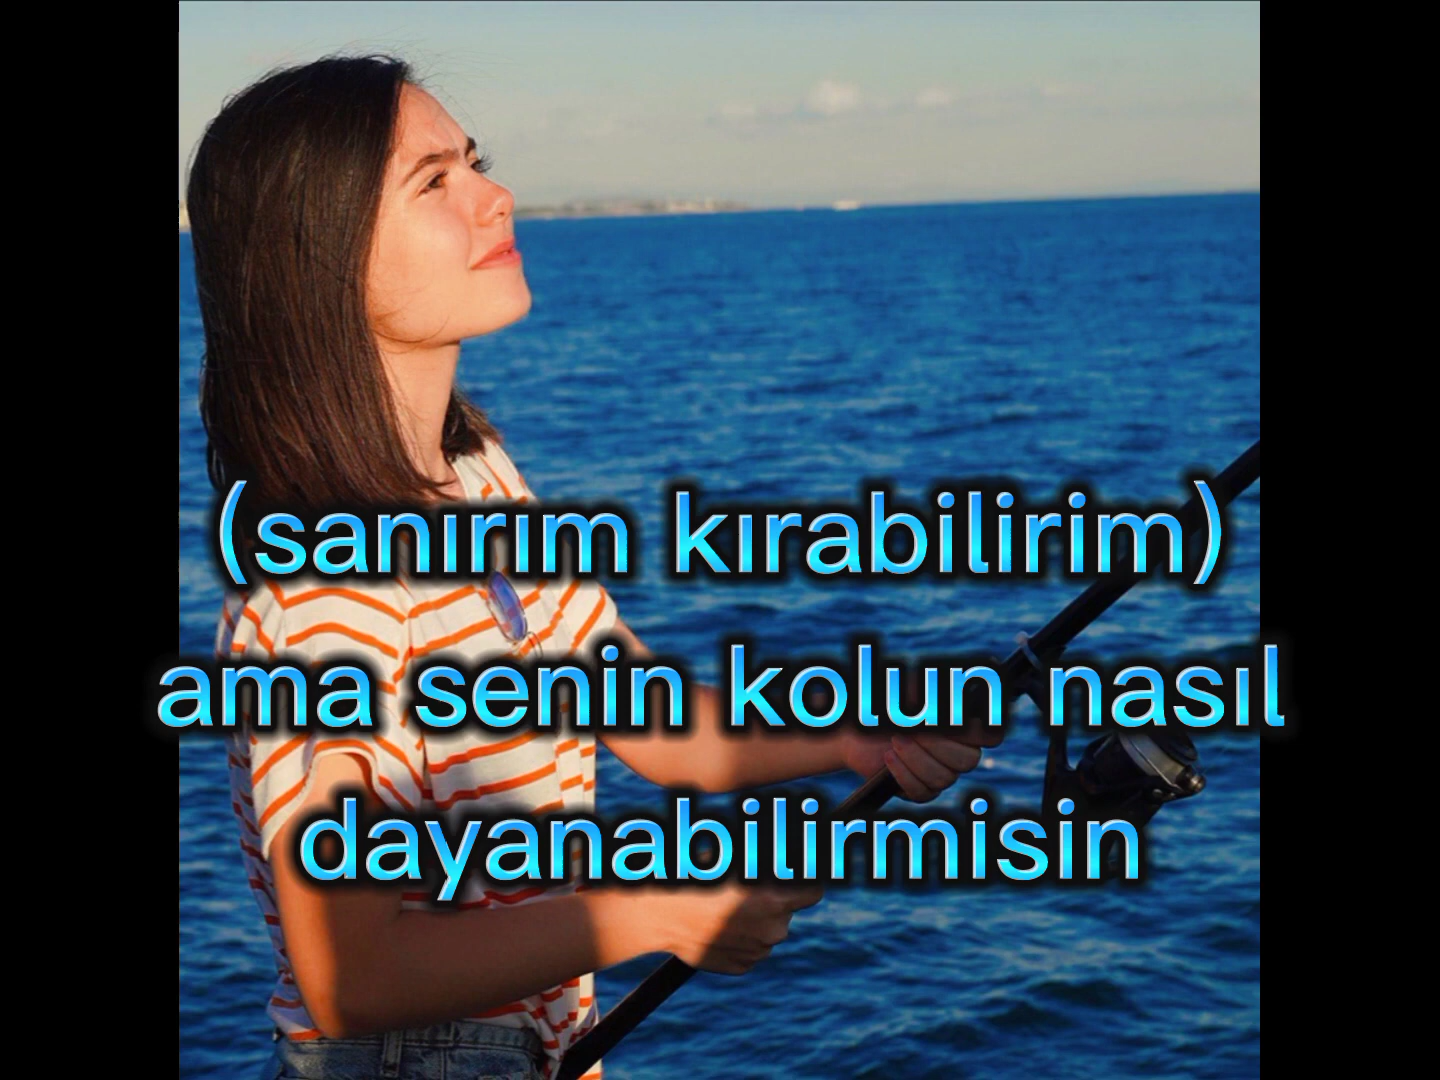 (sanırım kırabilirim)
ama senin kolun nasıl
dayanabilirmisin